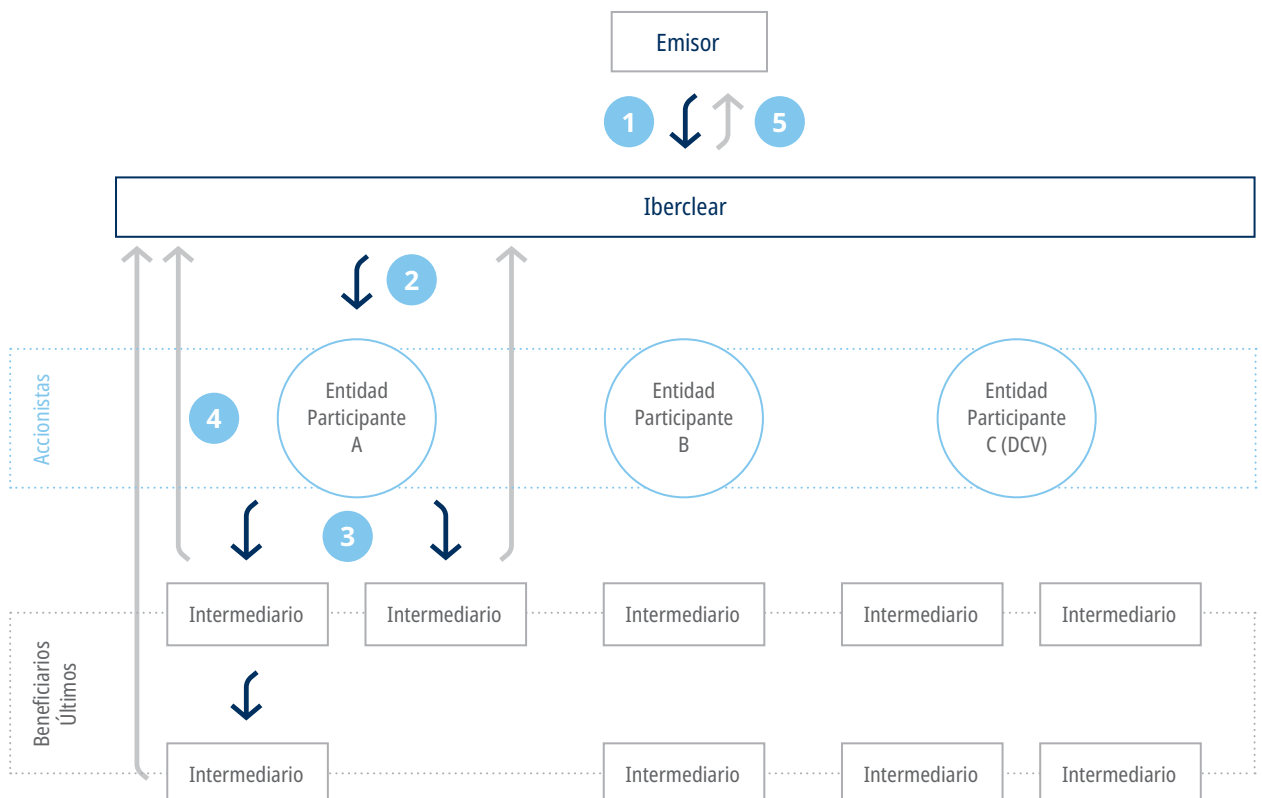 Emisor
1
5
Iberclear
2
Accionistas
4
Entidad
Participante
A
Entidad
Participante
B
Entidad
Participante
C (DCV)
3
Beneficiarios
Últimos
Intermediario
Intermediario
Intermediario
Intermediario
Intermediario
Intermediario
Intermediario
Intermediario
Intermediario